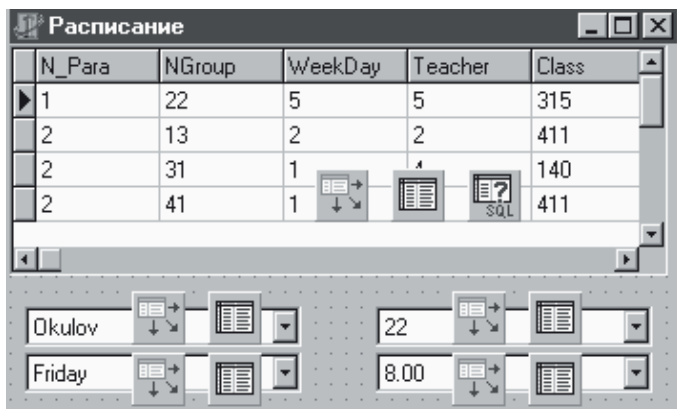 Расписание
N_Para NGroup WeekDay Teacher Class
1 22 5 5 315
2 13 2 2 411
2 31 1 140
2 41 1 411
SQL
Okulov 22
Friday 8.00